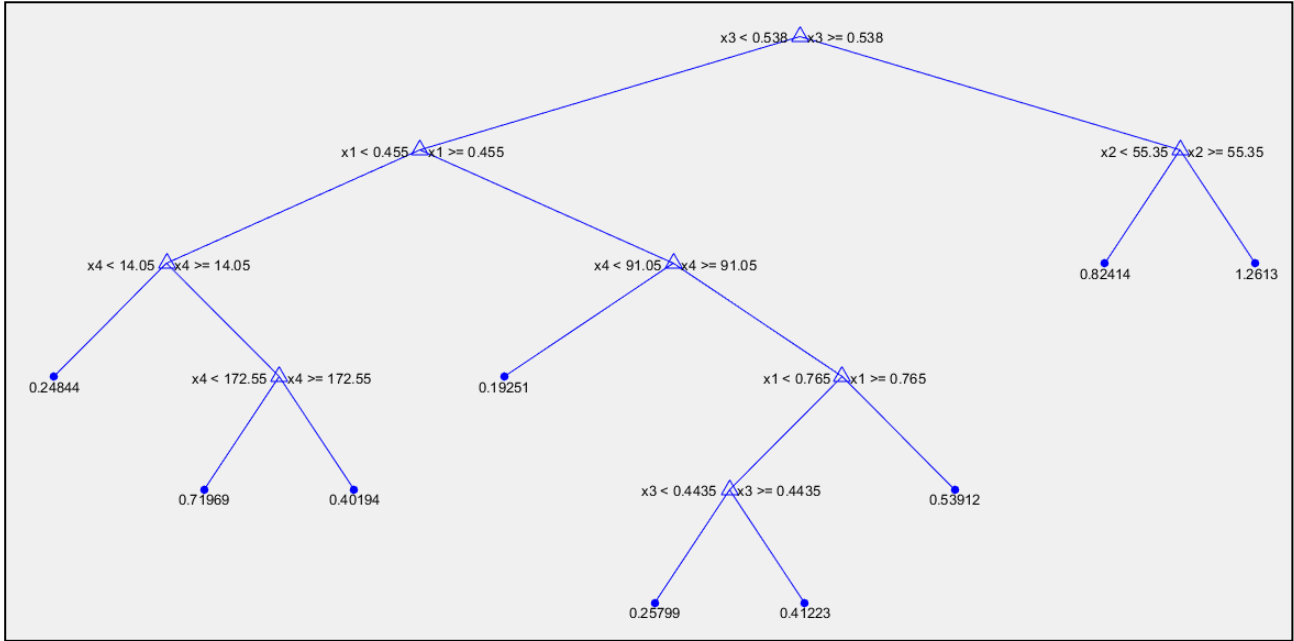 x3 < 0.538 x3 >= 0.538
x1 < 0.455 x1 >= 0.455
x2 < 55.35 x2 >= 55.35
x4 < 14.05 x4 >= 14.05
x4 < 91.05 x4 >= 91.05
0.82414
1.2613
0.24844
x4 < 172.55 x4 >= 172.55
0.19251
x1 < 0.765 x1 >= 0.765
0.71969
0.40194
x3 < 0.4435 x3 >= 0.4435
0.53912
0.25799
0.41223